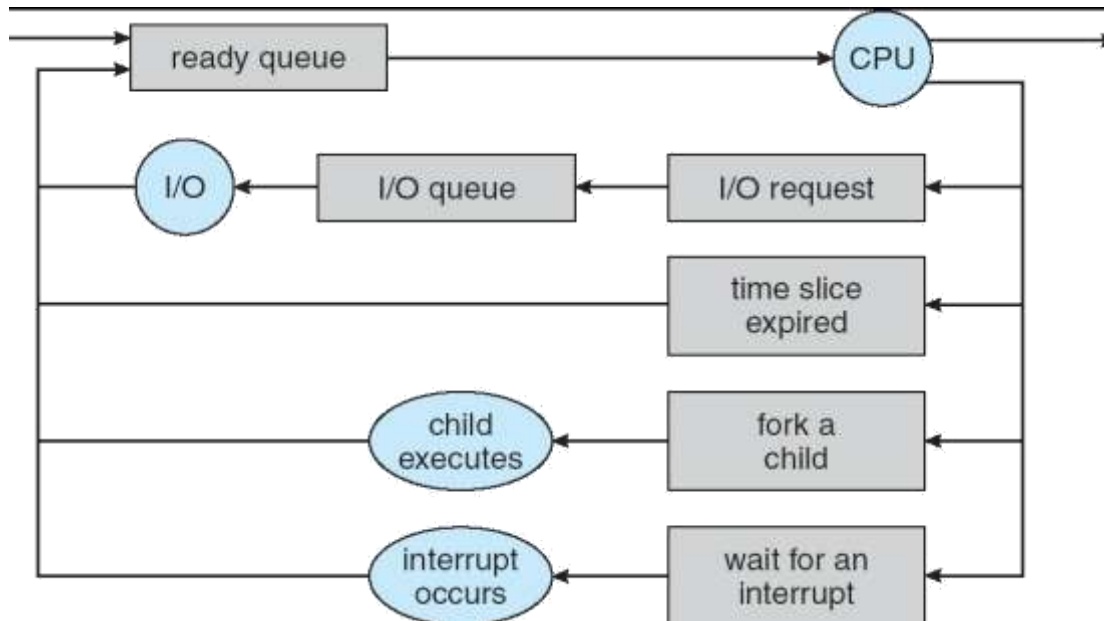 ready queue
CPU
I/O
I/O queue
I/O request
time slice
expired
child
executes
fork a
child
interrupt
occurs
wait for an
interrupt